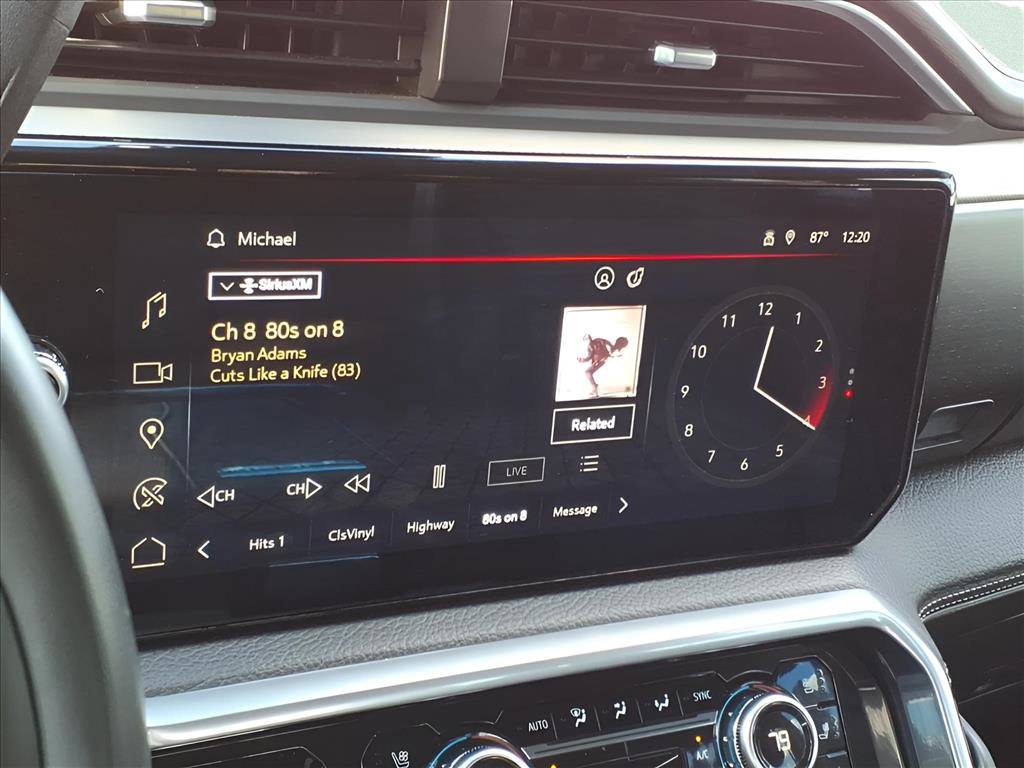 Michael
87° 12:20
SiriusXM
Ch 8 80s on 8
Bryan Adams
Cuts Like a Knife (83)
Related
12
1
2
3
4
5
6
7
8
9
10
11
CH
CH
LIVE
Hits 1
ClsVinyl
Highway
80s on 8
Message
AUTO
SYNC
A/C